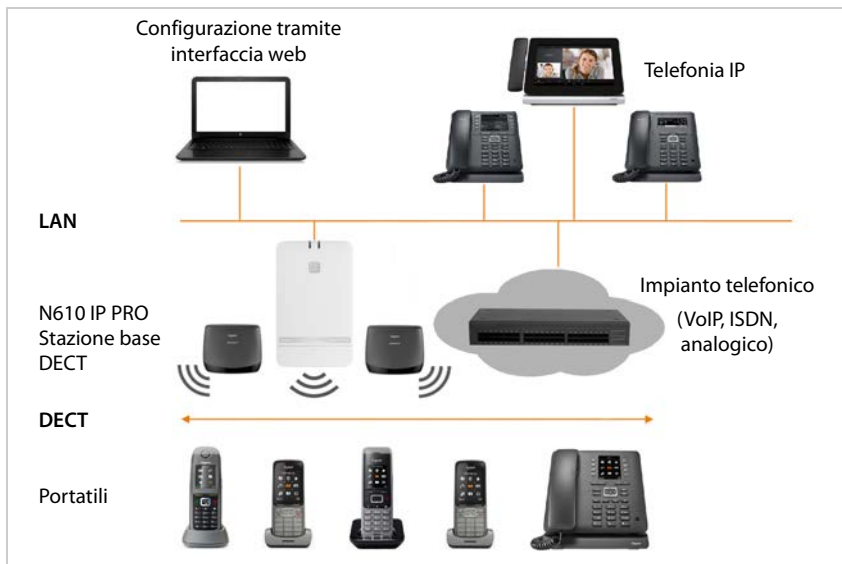 Configurazione tramite
interfaccia web
Telefonia IP
LAN
N610 IP PRO
Stazione base
DECT
Impianto telefonico
(VoIP, ISDN,
analogico)
DECT
Portatili